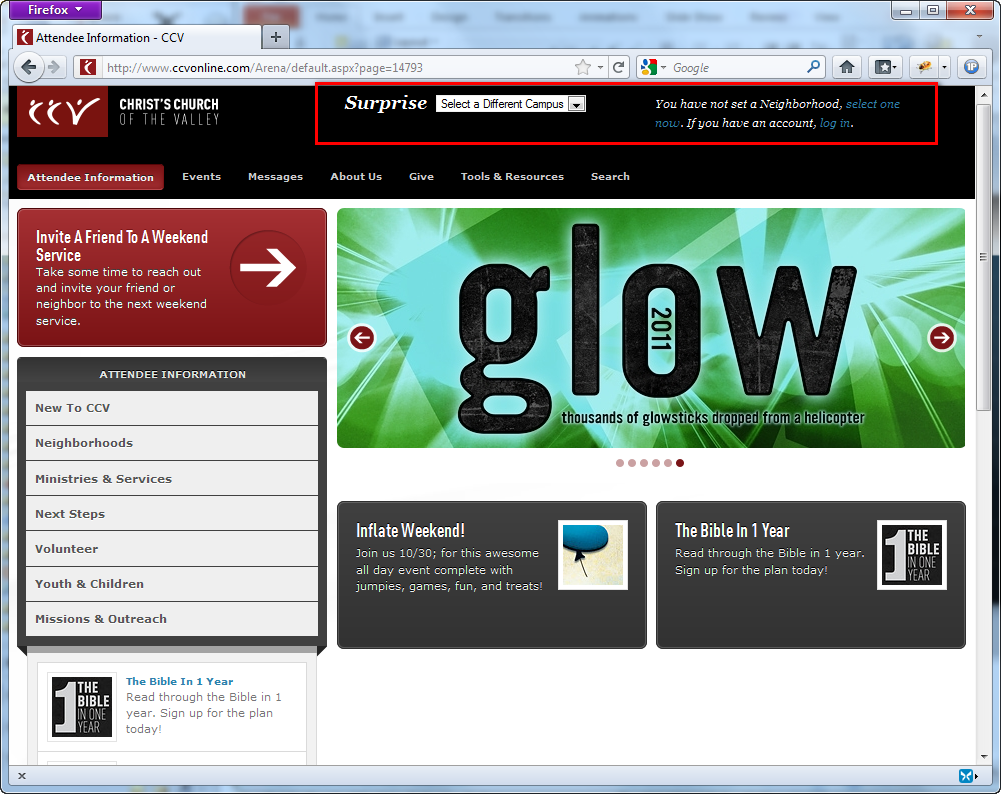 Firefox
Attendee Information - CCV
http://www.ccvonline.com/Arena/default.aspx?page=14793
Google
CCV
CHRIST'S CHURCH
OF THE VALLEY
Surprise
Select a Different Campus
You have not set a Neighborhood, select one
now. If you have an account, log in.
Attendee Information
Events
Messages
About Us
Give
Tools & Resources
Search
Invite A Friend To A Weekend
Service
Take some time to reach out
and invite your friend or
neighbor to the next weekend
service.
glow
2011
thousands of glowsticks dropped from a helicopter
ATTENDEE INFORMATION
New To CCV
Neighborhoods
Ministries & Services
Next Steps
Volunteer
Youth & Children
Missions & Outreach
Inflate Weekend!
Join us 10/30; for this awesome
all day event complete with
jumpies, games, fun, and treats!
The Bible In 1 Year
Read through the Bible in 1 year.
Sign up for the plan today!
1 THE
BIBLE
IN ONE
YEAR
1 THE
BIBLE
IN ONE
YEAR
The Bible In 1 Year
Read through the Bible in 1
year. Sign up for the plan
today!